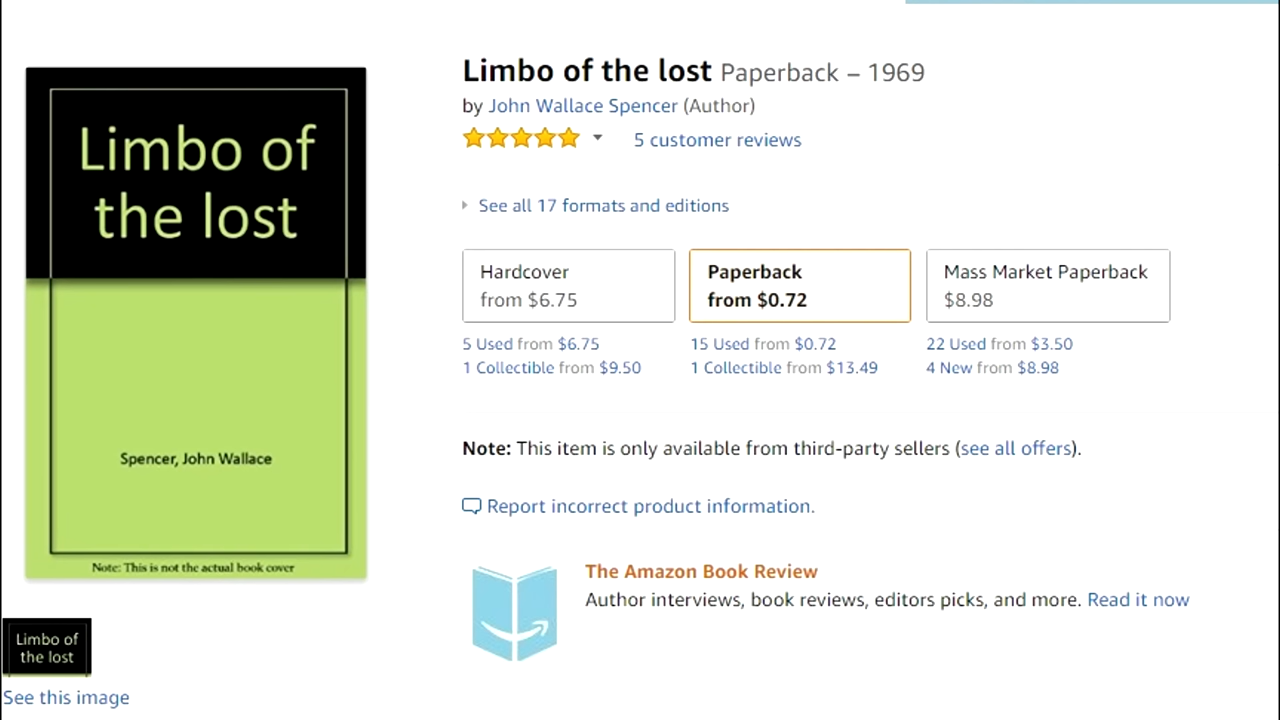 Limbo of
the lost
Spencer, John Wallace
Note: This is not the actual book cover
Limbo of
the lost
See this image
Limbo of the lost Paperback – 1969
by John Wallace Spencer (Author)
5 customer reviews
See all 17 formats and editions
Hardcover
from $6.75
5 Used from $6.75
1 Collectible from $9.50
Paperback
from $0.72
15 Used from $0.72
1 Collectible from $13.49
Mass Market Paperback
$8.98
22 Used from $3.50
4 New from $8.98
Note: This item is only available from third-party sellers (see all offers).
Report incorrect product information.
The Amazon Book Review
Author interviews, book reviews, editors picks, and more. Read it now